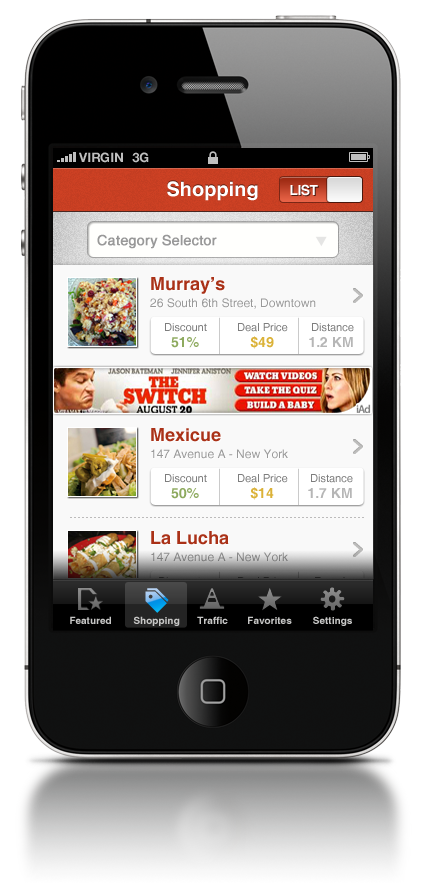 VIRGIN 3G
Shopping
LIST
Category Selector
Murray's
26 South 6th Street, Downtown
Discount Deal Price Distance
51% $49 1.2 KM
JASON BATEMAN JENNIFER ANISTON
THE
SWITCH
AUGUST 20
WATCH VIDEOS
TAKE THE QUIZ
BUILD A BABY
iAd
Mexicue
147 Avenue A - New York
Discount Deal Price Distance
50% $14 1.7 KM
La Lucha
147 Avenue A - New York
Featured Shopping Traffic Favorites Settings